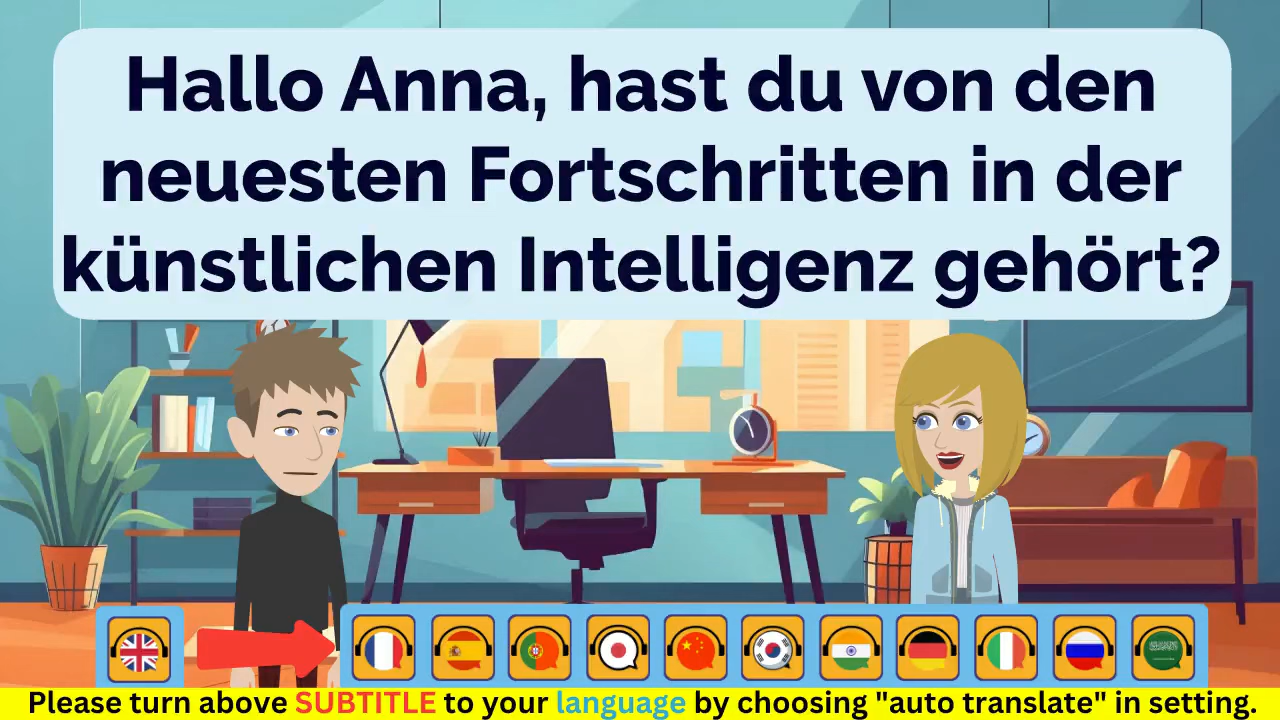 Hallo Anna, hast du von den
neuesten Fortschritten in der
künstlichen Intelligenz gehört?
Please turn above SUBTITLE to your language by choosing "auto translate" in setting.